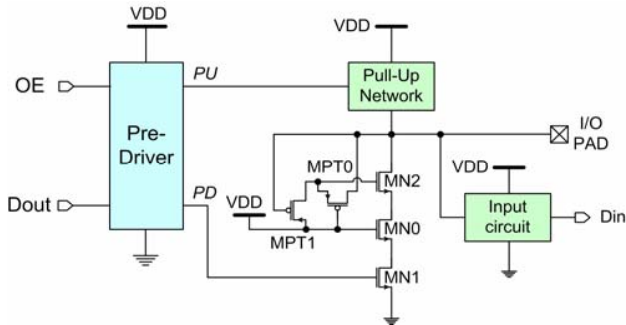 VDD
VDD
OE
PU
Pull-Up
Network
I/O
PAD
Pre-
Driver
MPT0
VDD
MN2
Dout
PD
VDD
Input
circuit
Din
MN0
MPT1
MN1